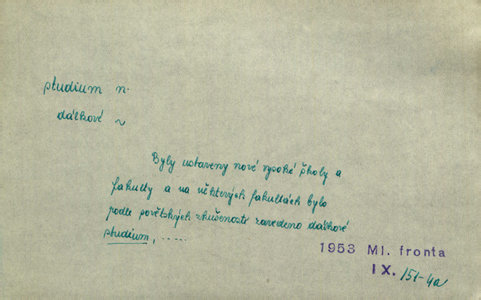 studium n.
dálkové ~
Byly ustaveny nové vysoké školy a
fakulty a na některých fakultách bylo
podle sovětských zkušeností zavedeno dálkové
studium, .....
1953 Ml. fronta
IX. 151-4a